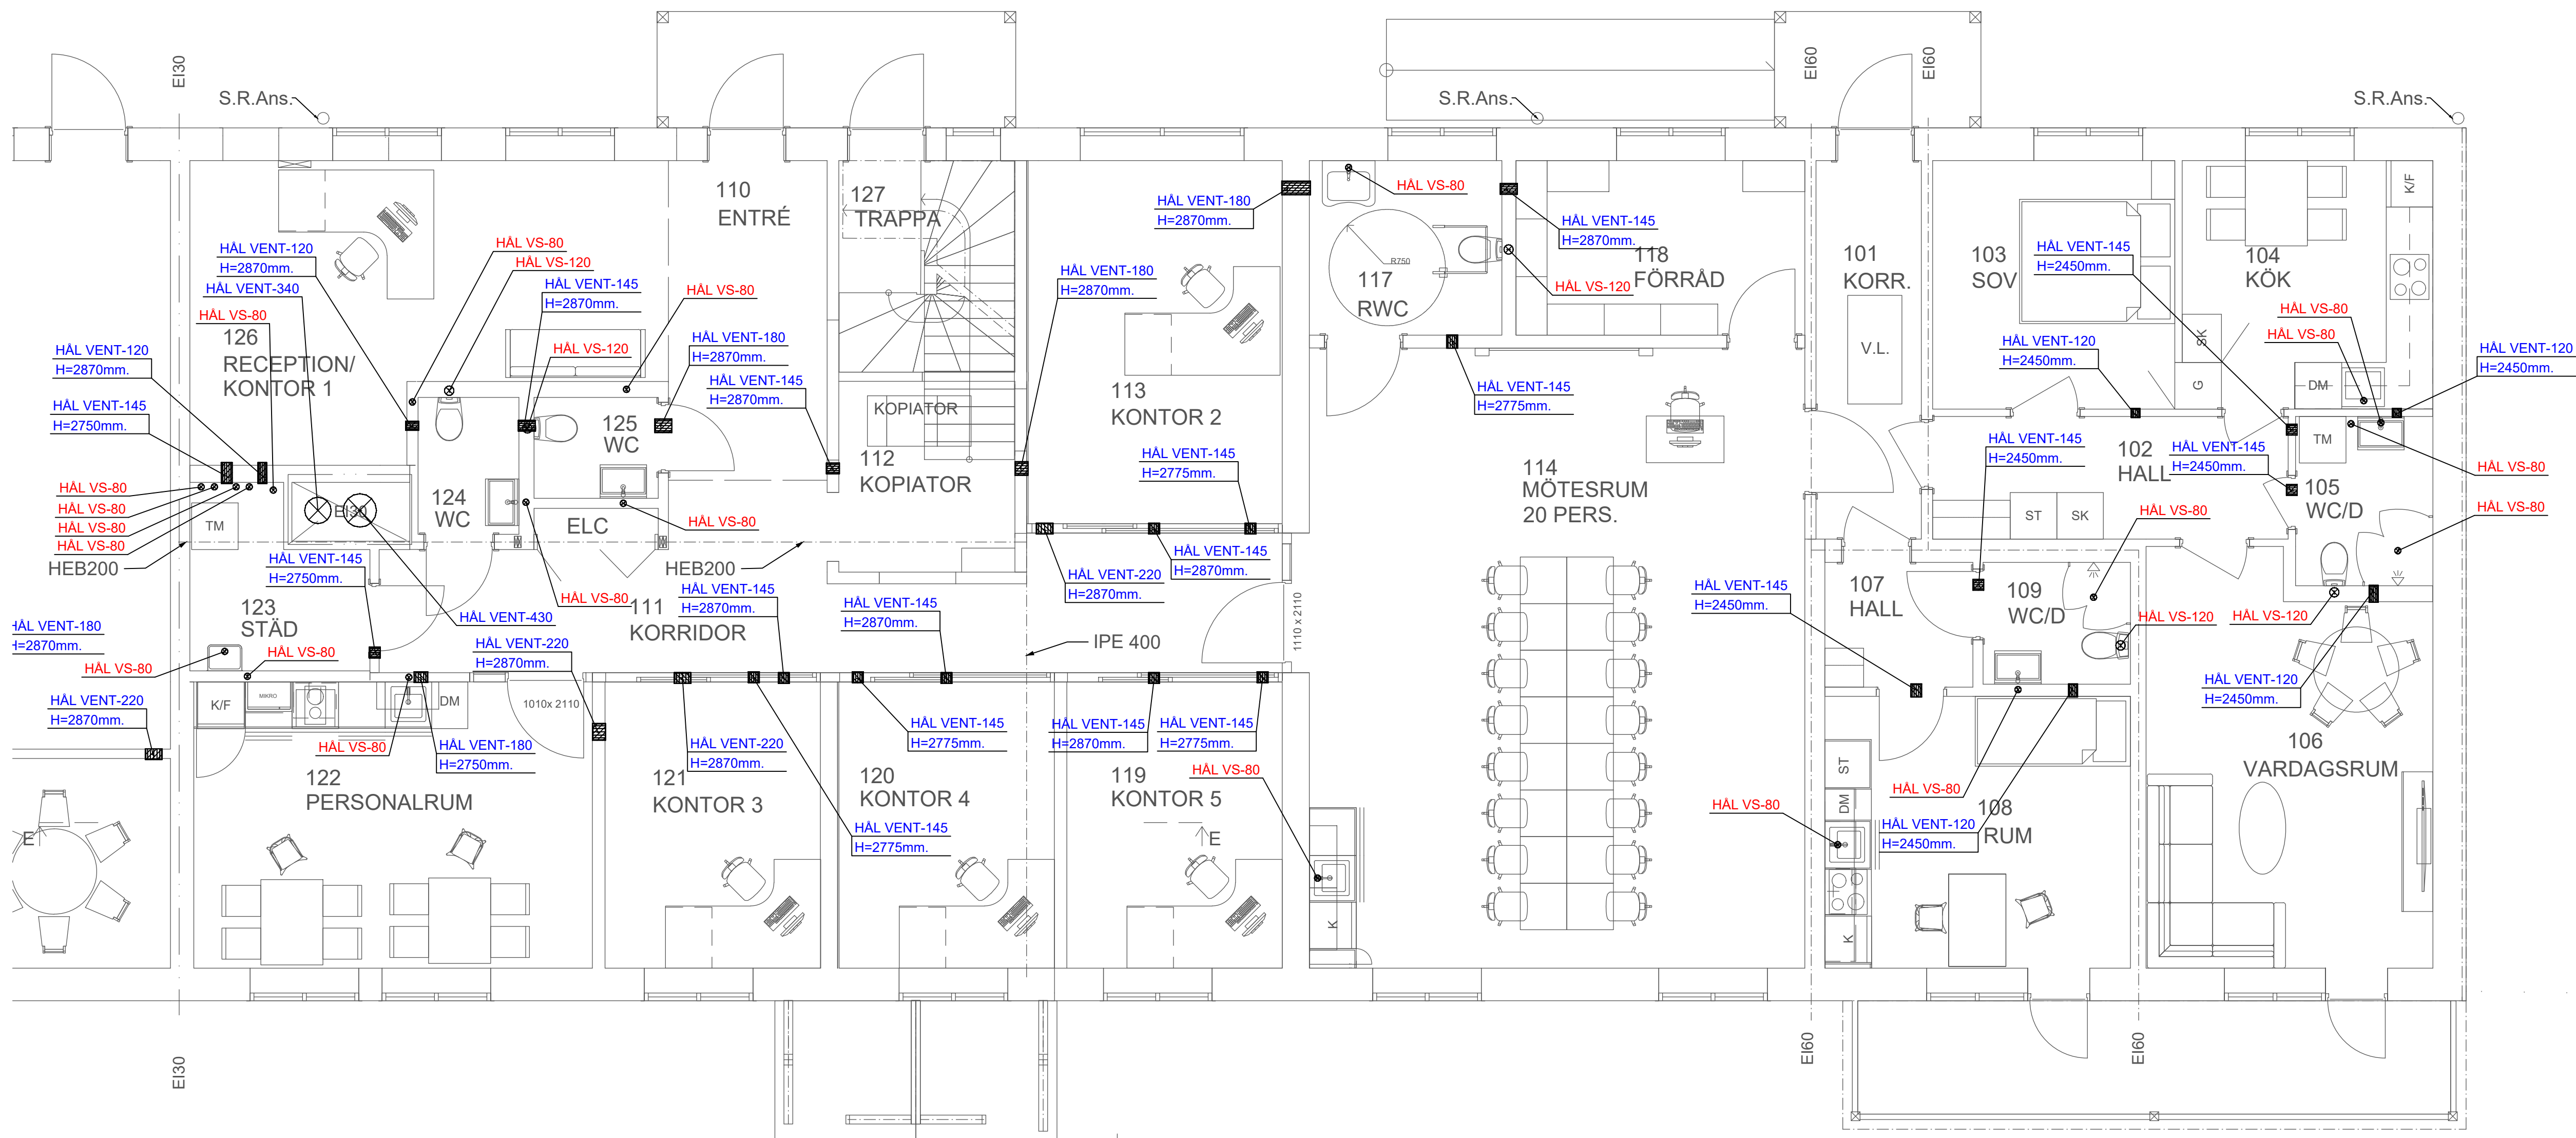 EI30
S.R.Ans.
S.R.Ans.
EI60
EI60
S.R.Ans.
110
ENTRÉ
127
TRAPPA
HÅL VENT-180
H=2870mm.
HÅL VS-80
HÅL VENT-145
H=2870mm.
K/F
HÅL VENT-120
H=2870mm.
HÅL VENT-340
HÅL VS-80
HÅL VS-80
HÅL VS-120
HÅL VENT-145
H=2870mm.
HÅL VS-80
HÅL VENT-180
H=2870mm.
R750
117
RWC
HÅL VS-120
118
FÖRRÅD
101
KORR.
103
SOV
HÅL VENT-145
H=2450mm.
104
KÖK
HÅL VS-80
HÅL VS-80
126
RECEPTION/
KONTOR 1
HÅL VENT-120
H=2870mm.
HÅL VENT-145
H=2750mm.
HÅL VS-120
HÅL VENT-180
H=2870mm.
HÅL VENT-145
H=2870mm.
V.L.
HÅL VENT-120
H=2450mm.
SK
G
DM
HÅL VENT-120
H=2450mm.
KOPIATOR
113
KONTOR 2
HÅL VENT-145
H=2775mm.
125
WC
112
KOPIATOR
HÅL VENT-145
H=2775mm.
114
MÖTESRUM
20 PERS.
HÅL VENT-145
H=2450mm.
102
HALL
HÅL VENT-145
H=2450mm.
TM
HÅL VS-80
105
WC/D
HÅL VS-80
HÅL VS-80
HÅL VS-80
HÅL VS-80
HÅL VS-80
TM
EI30
124
WC
ELC
HÅL VS-80
ST
SK
HÅL VS-80
HEB200
HÅL VENT-145
H=2750mm.
HEB200
HÅL VENT-145
H=2870mm.
HÅL VENT-220
H=2870mm.
HÅL VS-80
123
STÄD
HÅL VENT-430
111
KORRIDOR
HÅL VENT-145
H=2870mm.
HÅL VENT-145
H=2870mm.
IPE 400
1110 x 2110
HÅL VENT-145
H=2450mm.
107
HALL
109
WC/D
HÅL VS-120
HÅL VS-120
HÅL VENT-180
H=2870mm.
HÅL VS-80
HÅL VS-80
HÅL VENT-220
H=2870mm.
HÅL VENT-220
H=2870mm.
K/F
MIKRO
DM
1010x 2110
HÅL VS-80
HÅL VENT-180
H=2750mm.
HÅL VENT-220
H=2870mm.
HÅL VENT-145
H=2775mm.
HÅL VENT-145
H=2870mm.
HÅL VENT-145
H=2775mm.
HÅL VENT-120
H=2450mm.
106
VARDAGSRUM
122
PERSONALRUM
121
KONTOR 3
120
KONTOR 4
119
KONTOR 5
HÅL VS-80
HÅL VS-80
ST
DM
HÅL VS-80
108
RUM
HÅL VENT-120
H=2450mm.
HÅL VENT-145
H=2775mm.
E
E
K
K
EI30
EI60
EI60